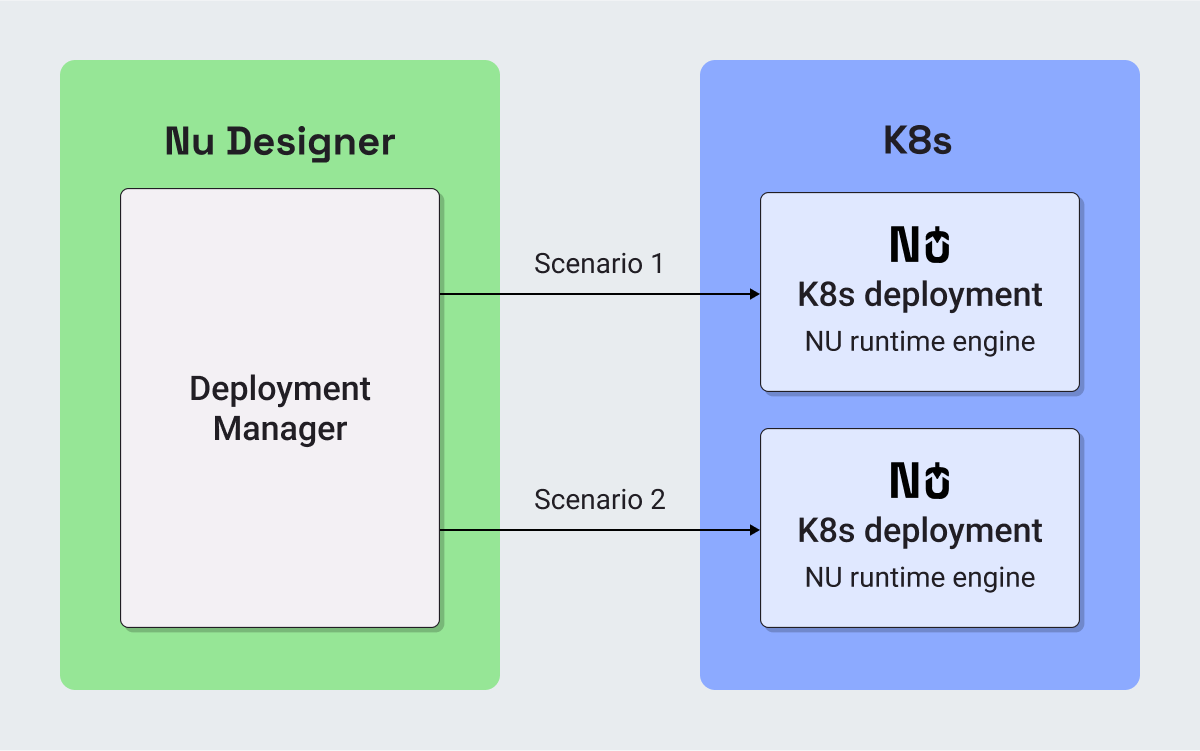 Nu Designer
Deployment
Manager
Scenario 1
Scenario 2
K8s
Nu
K8s deployment
NU runtime engine
Nu
K8s deployment
NU runtime engine